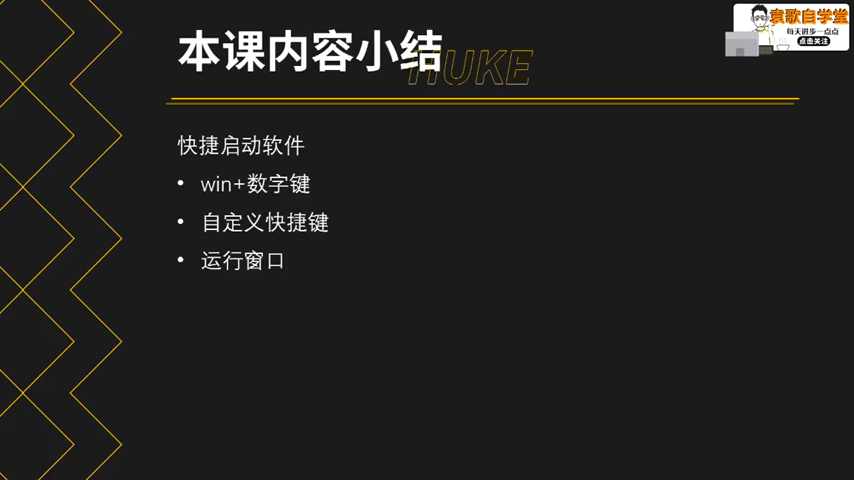 本课内容小结
HUKE
快捷启动软件
• win+数字键
• 自定义快捷键
• 运行窗口
袁歌自学堂
每天进步一点点
点击关注